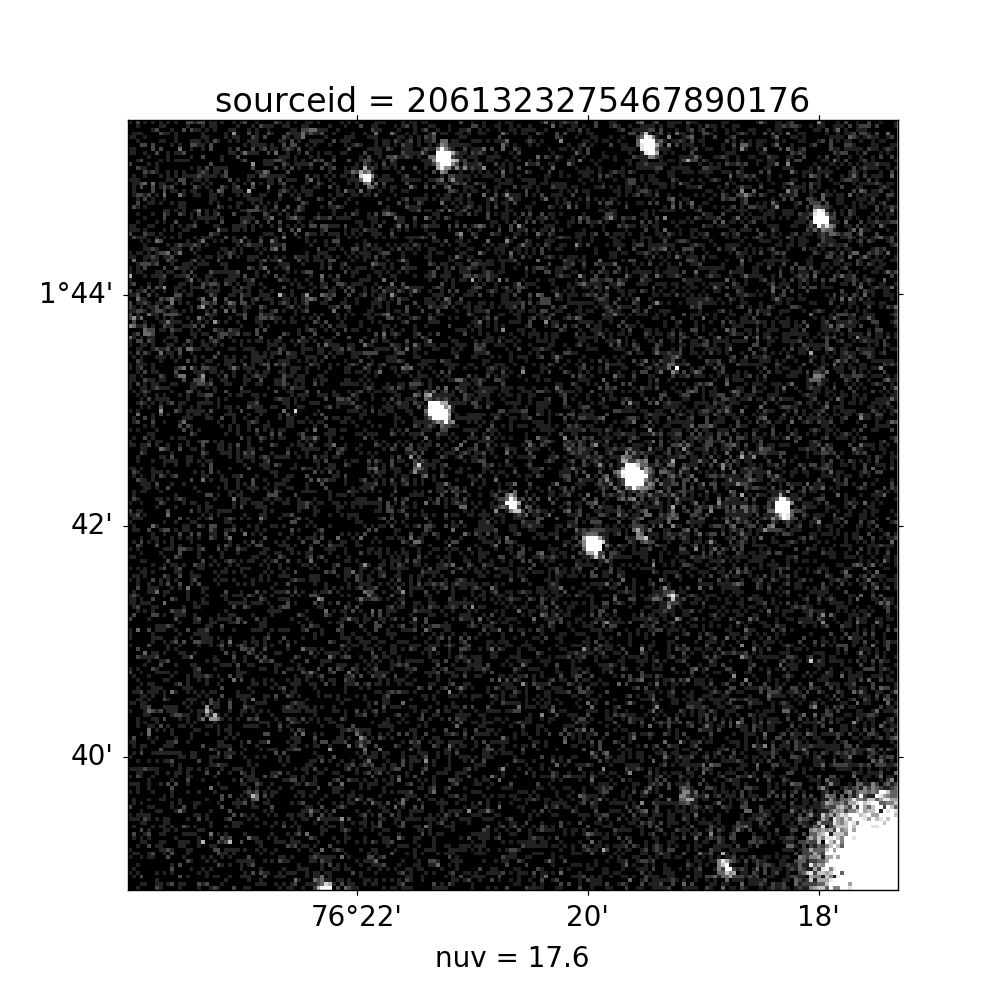 sourceid = 2061323275467890176
1°44'
42'
40'
76°22' 20' 18'
nuv = 17.6